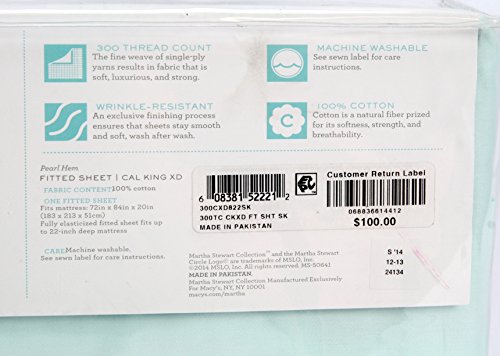 300 THREAD COUNT
The fine weave of single-ply
yarns results in fabric that is
soft, luxurious, and strong.
MACHINE WASHABLE
See sewn label for care
instructions.
WRINKLE-RESISTANT
An exclusive finishing process
ensures that sheets stay
smooth and soft, wash after wash.
C
100% COTTON
Cotton is a natural fiber prized
for its softness, strength, and
breathability.
Pearl Hem
FITTED SHEET | CAL KING XD
FABRIC CONTENT 100% cotton
ONE FITTED SHEET
Fits mattress: 72in x 84in x 20in
(183 x 213 x 51cm)
Fully elasticized fitted sheet fits up
to 22-inch deep mattress
CARE Machine washable.
See sewn label for care instructions.
6 08381 52221 2
300CXD822SK
300TC CKXD FT SHT SK
MADE IN PAKISTAN
Customer Return Label
068836614412
$100.00
Martha Stewart Collection™ and the Martha Stewart
Circle Logo® are trademarks of MSLO, Inc.
©2014 MSLO, Inc. All rights reserved. MS-50641
MADE IN PAKISTAN.
Martha Stewart Collection Manufactured Exclusively
For Macy's, NY, NY 10001
macys.com/martha
S '14
12-13
24134